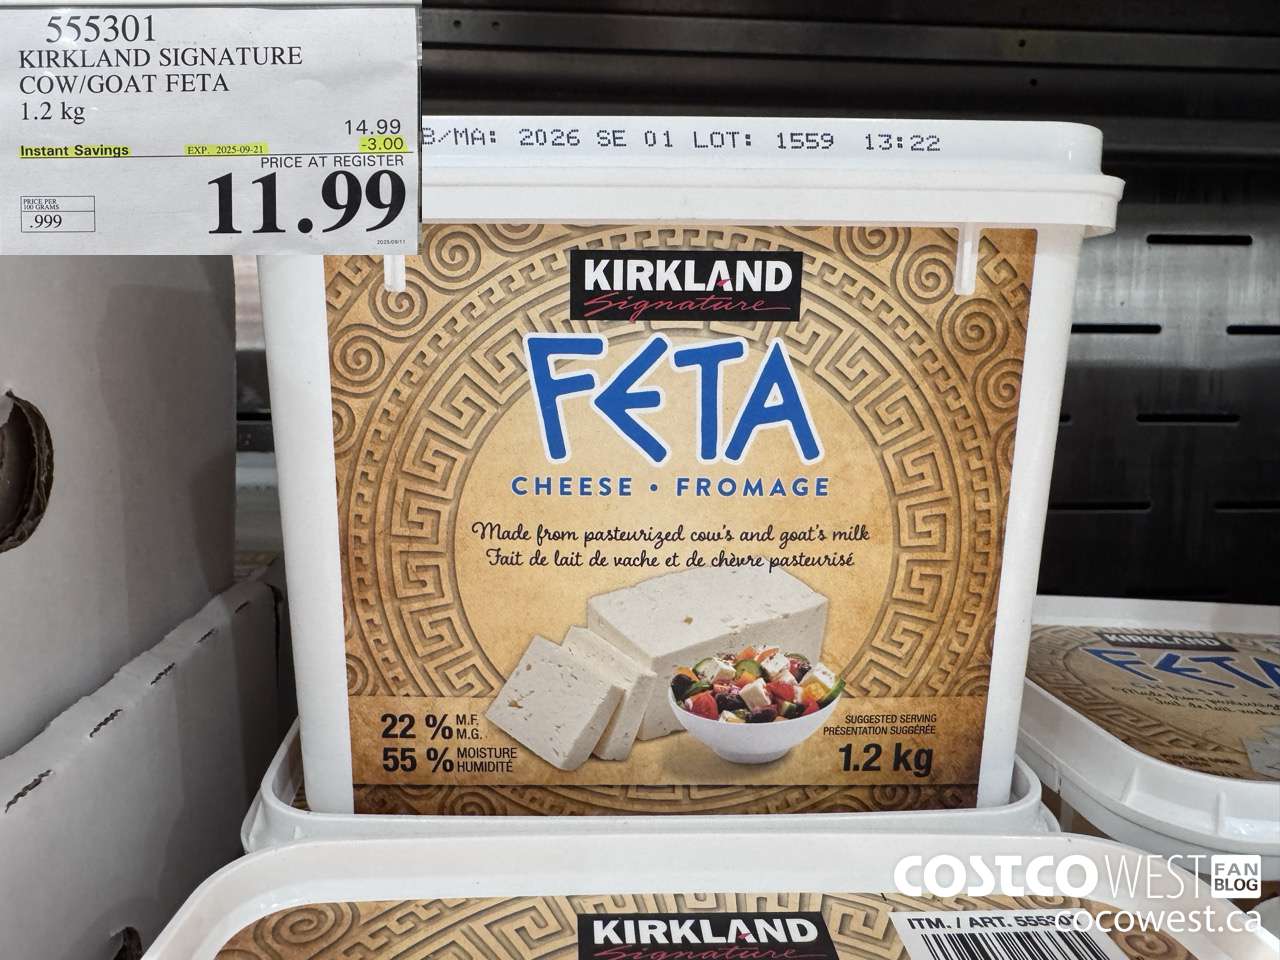 555301
KIRKLAND SIGNATURE
COW/GOAT FETA
1.2 kg
14.99
Instant Savings EXP. 2025-09-21 -3.00
PRICE AT REGISTER
11.99
PRICE PER
100 GRAMS
.999
2025/09/11
B/MA: 2026 SE 01 LOT: 1559 13:22
KIRKLAND
Signature
FETA
CHEESE • FROMAGE
Made from pasteurized cow's and goat's milk
Fait de lait de vache et de chèvre pasteurisé
22 % M.F.
M.G.
55 % MOISTURE
HUMIDITÉ
SUGGESTED SERVING
PRÉSENTATION SUGGÉRÉE
1.2 kg
KIRKLAND
FETA
KIRKLAND
Signature
ITM. / ART. 555301
COSTCO WEST FAN
BLOG
cocowest.ca